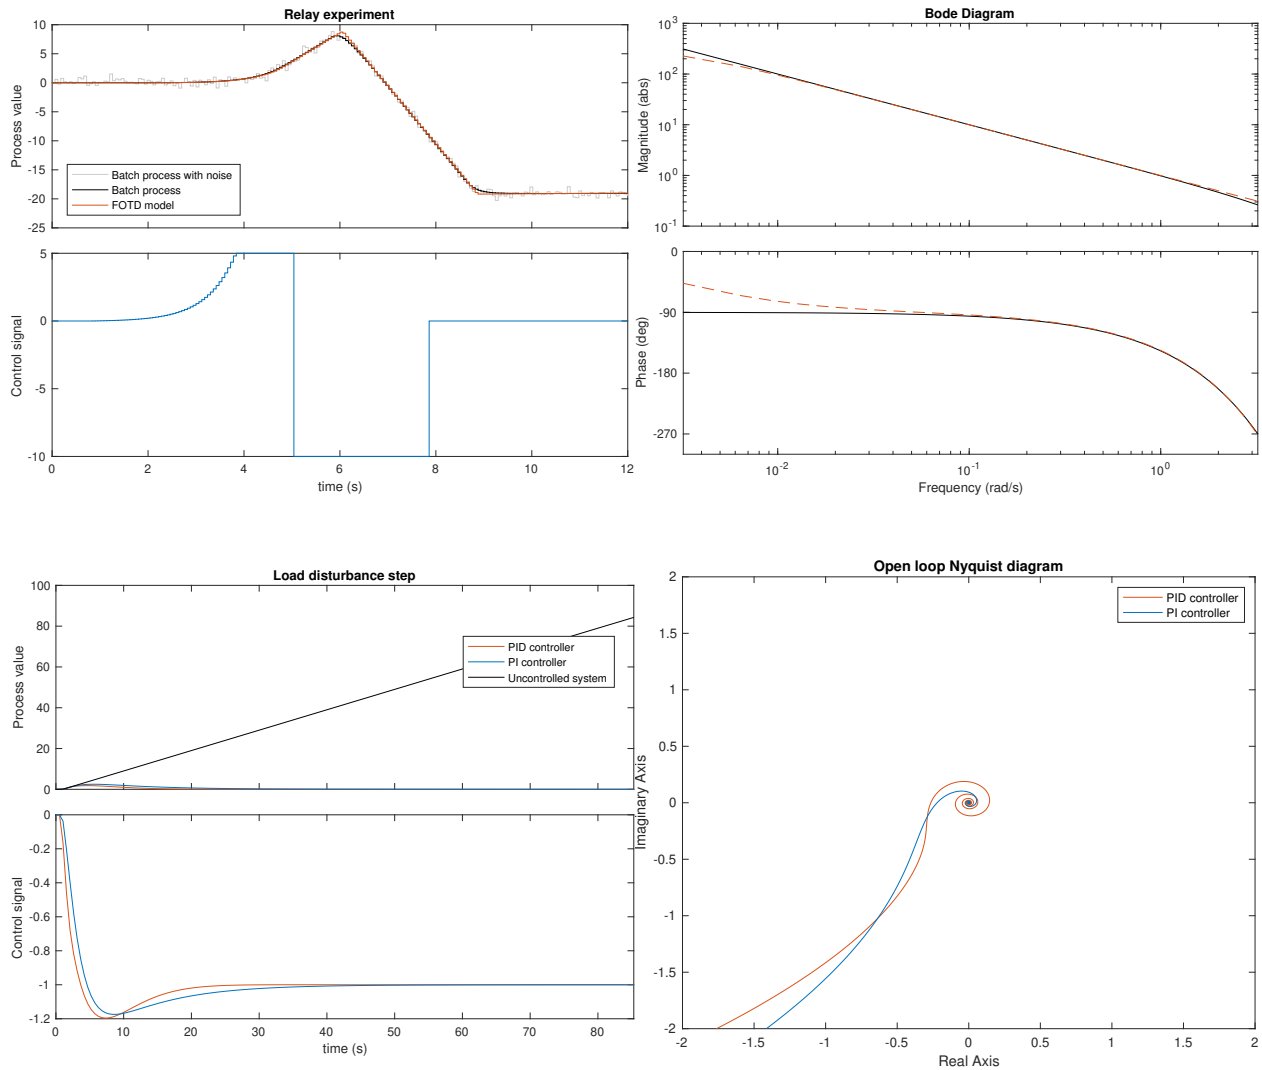 Relay experiment
10
5
0
-5
-10
-15
-20
-25
Process value
Batch process with noise
Batch process
FOTD model
5
0
-5
-10
Control signal
0 2 4 6 8 10 12
time (s)
Bode Diagram
10^3
10^2
10^1
10^0
10^-1
Magnitude (abs)
0
-90
-180
-270
Phase (deg)
10^-2 10^-1 10^0
Frequency (rad/s)
Load disturbance step
100
80
60
40
20
0
Process value
PID controller
PI controller
Uncontrolled system
0
-0.2
-0.4
-0.6
-0.8
-1
-1.2
Control signal
0 10 20 30 40 50 60 70 80
time (s)
Open loop Nyquist diagram
2
1.5
1
0.5
0
-0.5
-1
-1.5
-2
Imaginary Axis
PID controller
PI controller
-2 -1.5 -1 -0.5 0 0.5 1 1.5 2
Real Axis